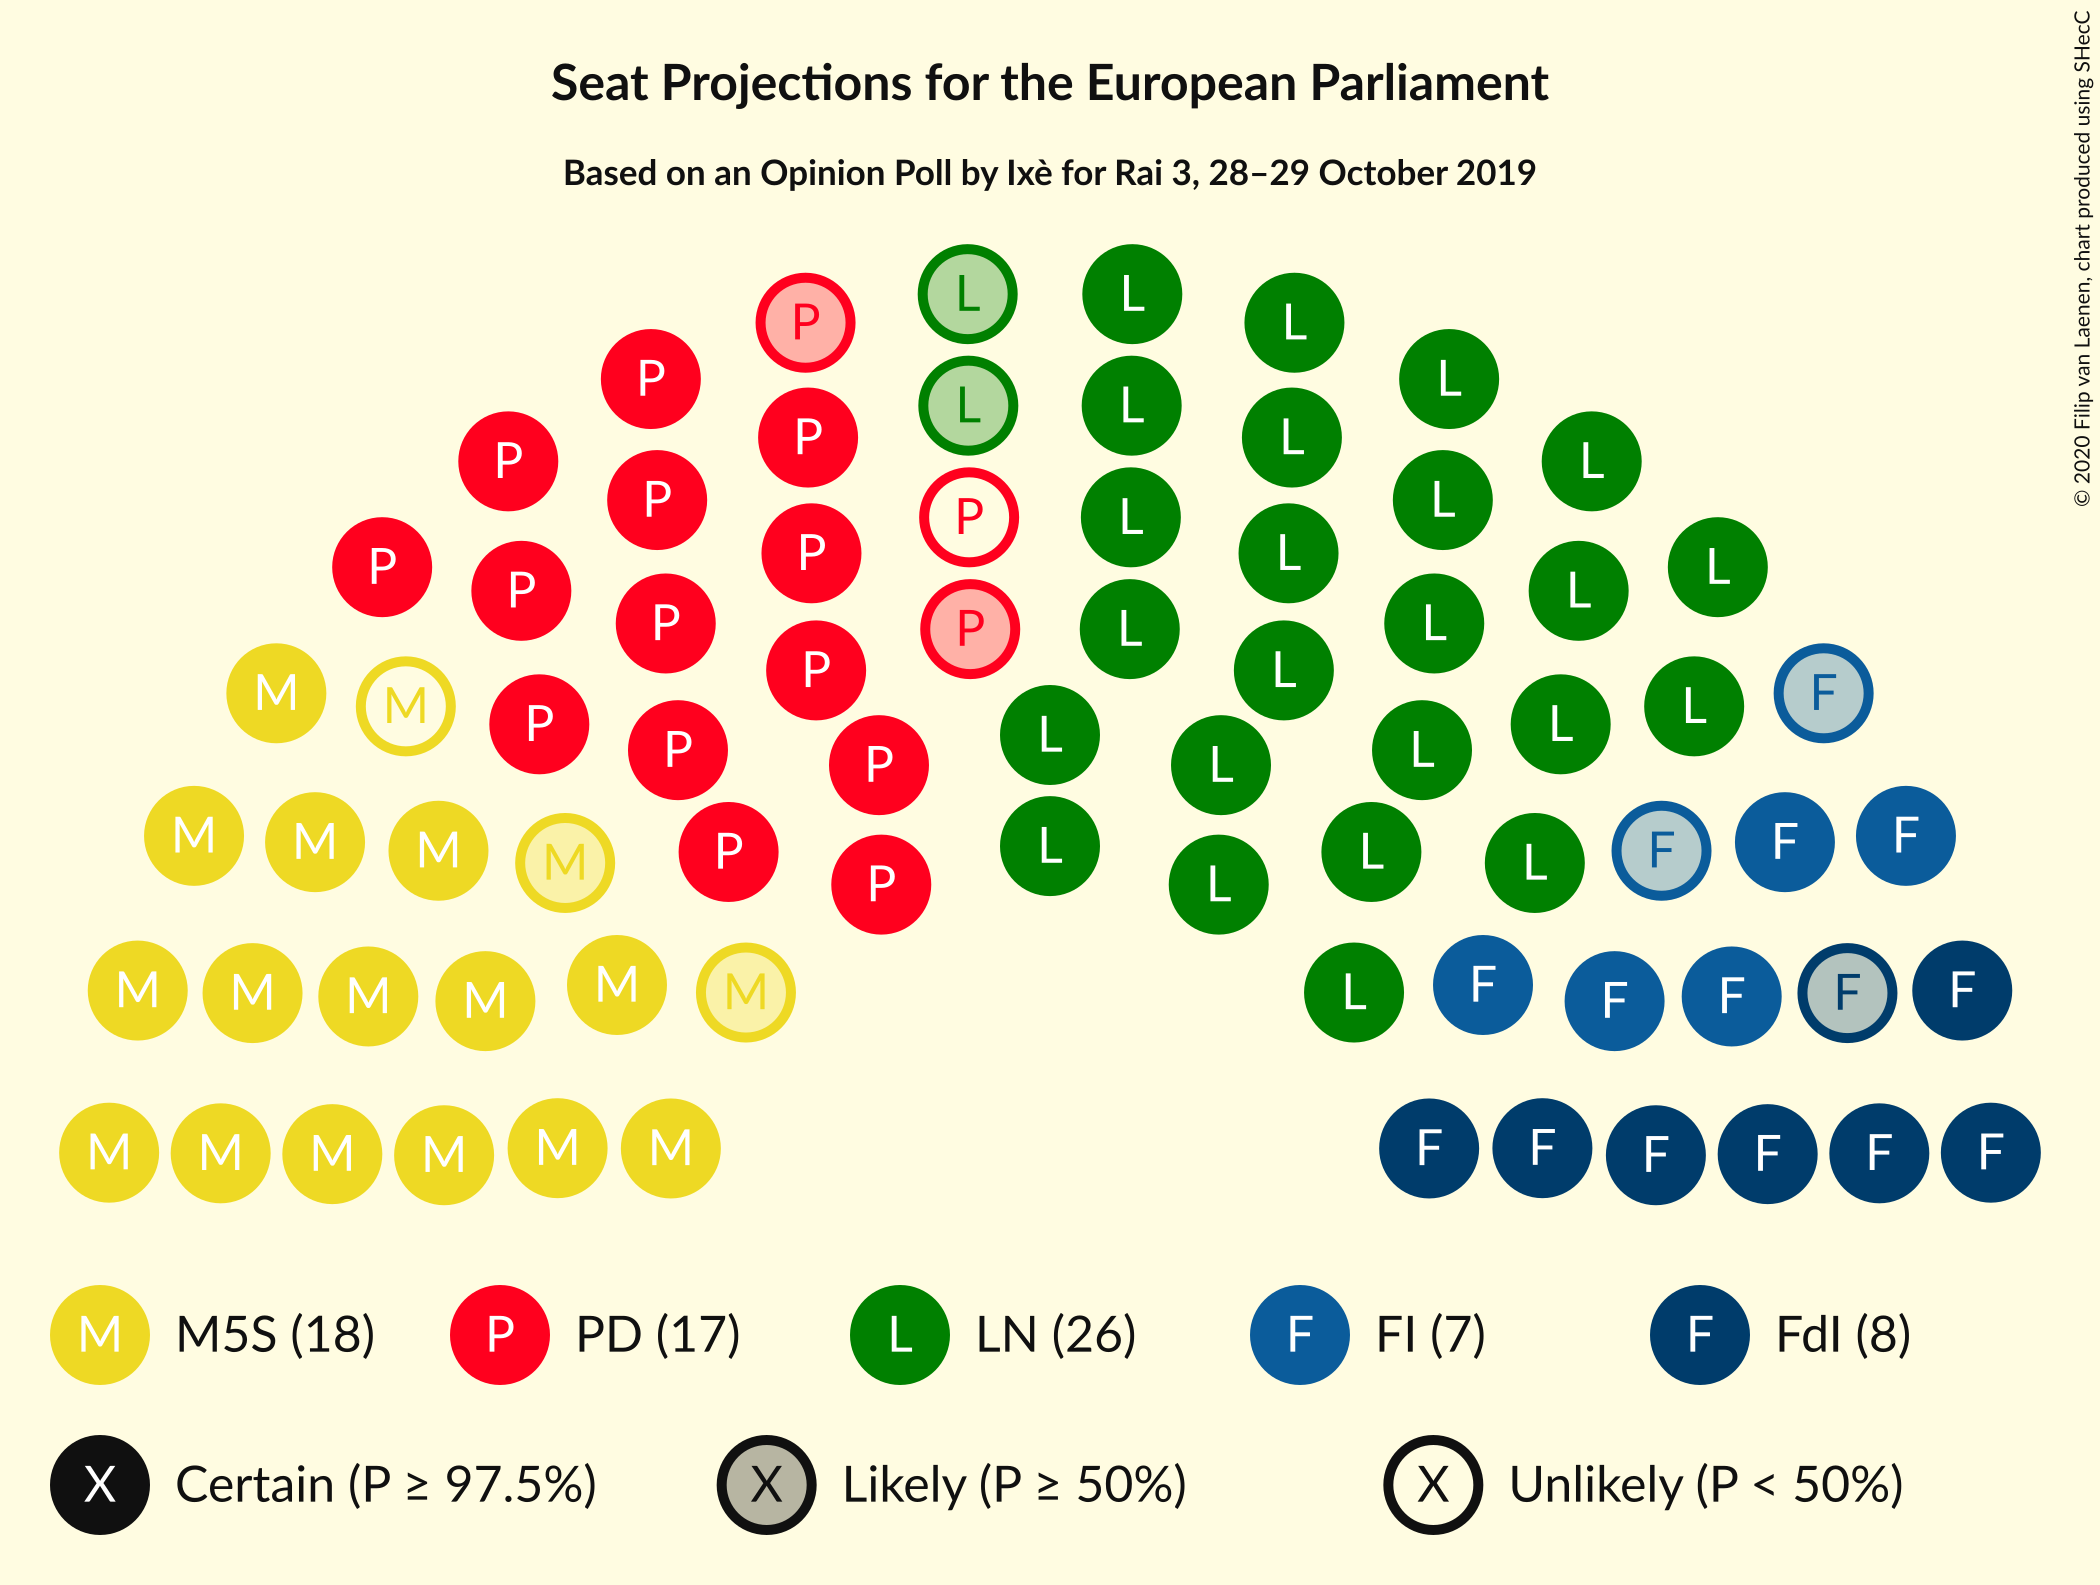 Seat Projections for the European Parliament
Based on an Opinion Poll by Ixè for Rai 3, 28–29 October 2019
© 2020 Filip van Laenen, chart produced using SHecC
L L
P L
P L
L L
P L
P L
P P L L
P L
P L
P L
P P L L
P L
P L
M M P P P P L L L L L F
M M M M P P L L L L F F F
M M M M M M L F F F F F
M M M M M M F F F F F F
M M5S (18) P PD (17) L LN (26) F FI (7) F FdI (8)
X Certain (P ≥ 97.5%) X Likely (P ≥ 50%) X Unlikely (P < 50%)